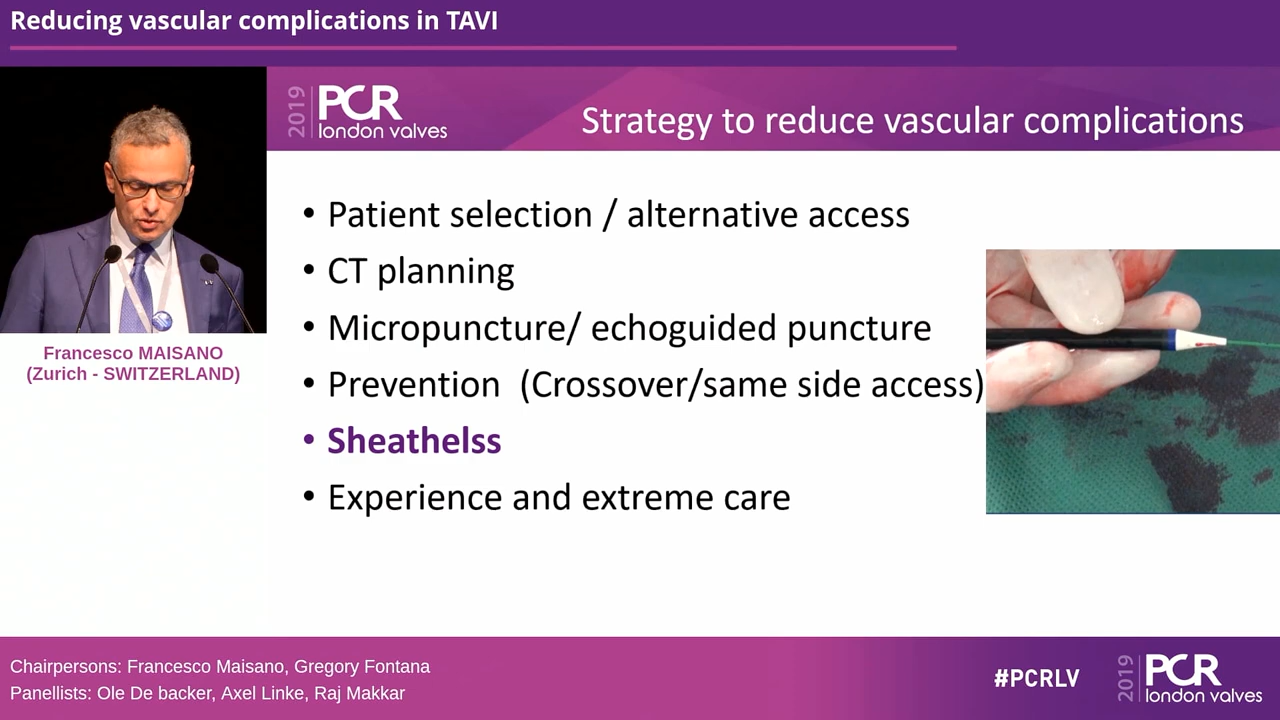 Reducing vascular complications in TAVI
2019 PCR
london valves
Strategy to reduce vascular complications
• Patient selection / alternative access
• CT planning
• Micropuncture/ echoguided puncture
• Prevention (Crossover/same side access)
• Sheathelss
• Experience and extreme care
Francesco MAISANO
(Zurich - SWITZERLAND)
Chairpersons: Francesco Maisano, Gregory Fontana
Panellists: Ole De backer, Axel Linke, Raj Makkar
#PCRLV
2019 PCR
london valves